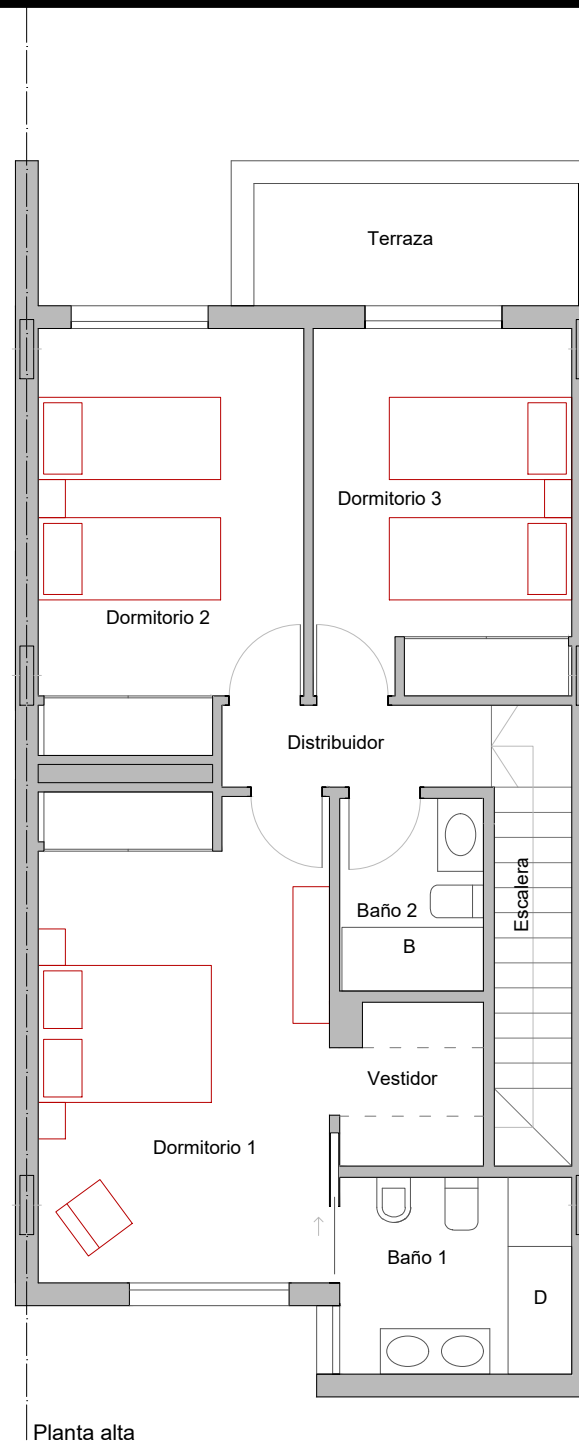 Terraza
Dormitorio 3
Dormitorio 2
Distribuidor
Escalera
Baño 2
B
Vestidor
Dormitorio 1
Baño 1
D
Planta alta